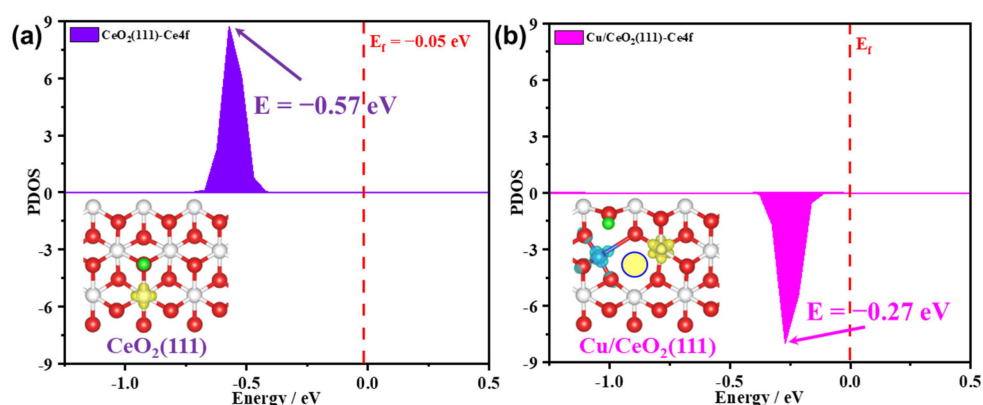 (a)
CeO₂(111)-Ce4f
E_f = −0.05 eV
E = −0.57 eV
PDOS
9
6
3
0
-3
-6
-9
CeO₂(111)
-1.0
-0.5
0.0
0.5
Energy / eV
(b)
Cu/CeO₂(111)-Ce4f
E_f
E = −0.27 eV
PDOS
9
6
3
0
-3
-6
-9
Cu/CeO₂(111)
-1.0
-0.5
0.0
0.5
Energy / eV